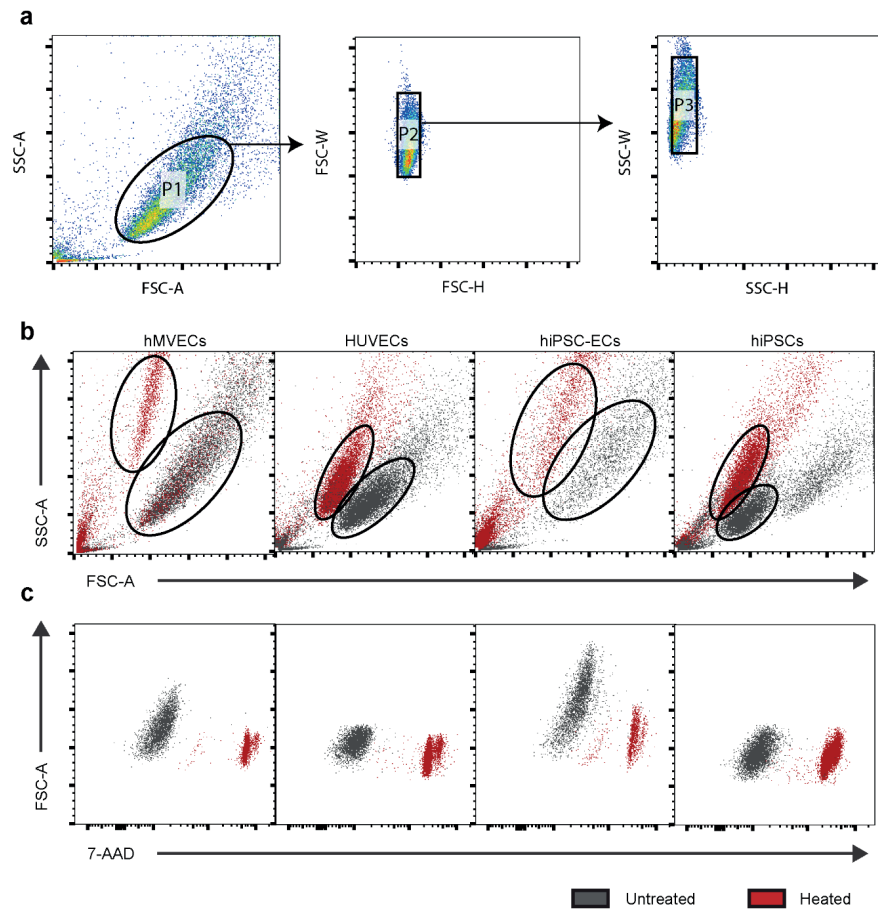 a
SSC-A
P1
FSC-A
FSC-W
P2
FSC-H
SSC-W
P3
SSC-H
b
hMVECs
HUVECs
hiPSC-ECs
hiPSCs
SSC-A
FSC-A
c
FSC-A
7-AAD
Untreated
Heated